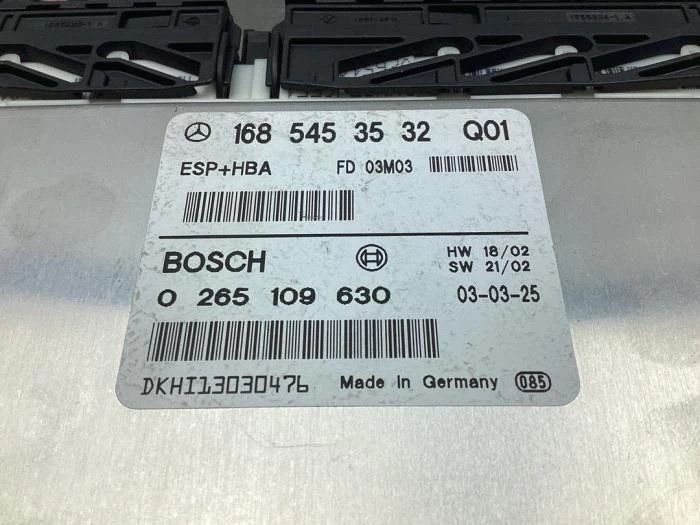 168 545 35 32 Q01
ESP+HBA FD 03M03
BOSCH HW 18/02
SW 21/02
0 265 109 630 03-03-25
DKHI13030476 Made in Germany 085